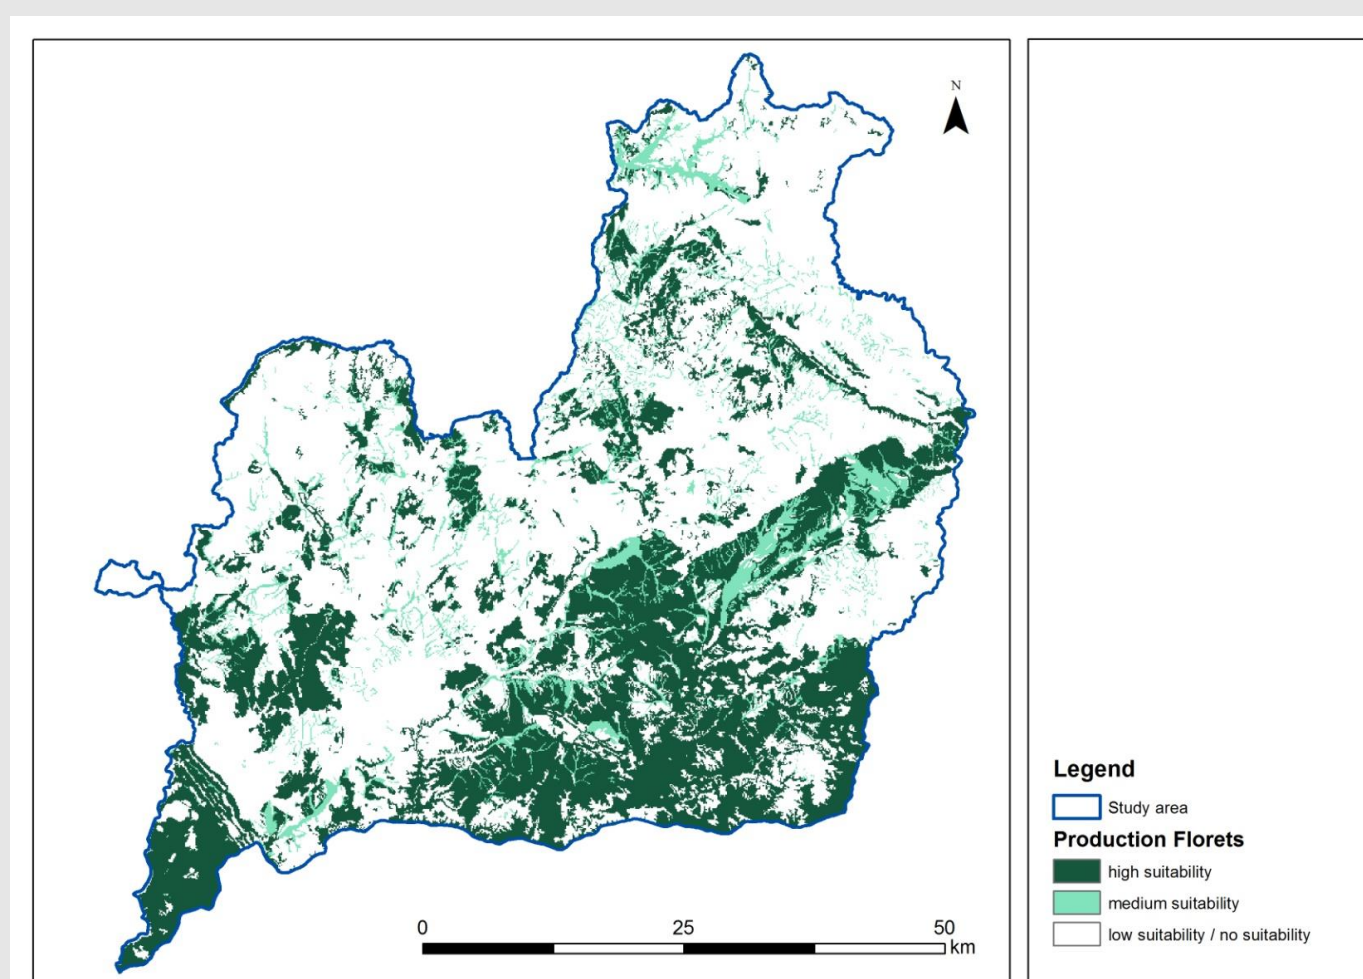 N
Legend
Study area
Production Florets
high suitability
medium suitability
low suitability / no suitability
0 25 50
km